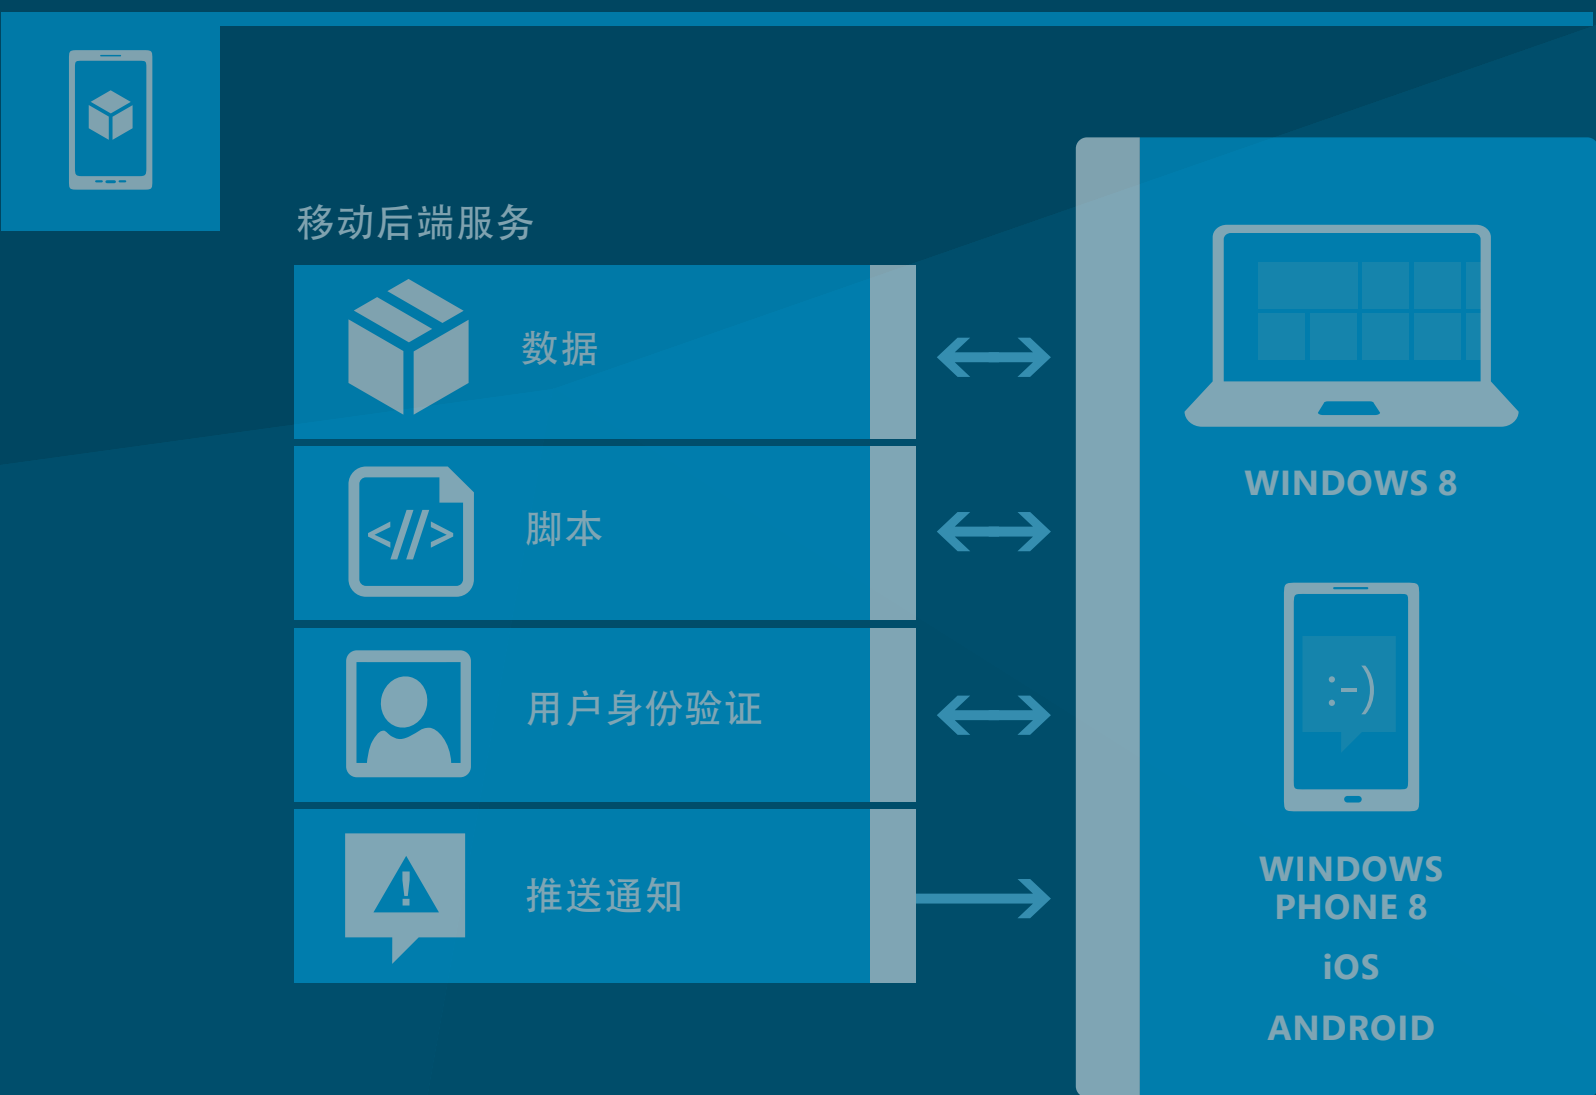 移动后端服务
数据
脚本
用户身份验证
推送通知
WINDOWS 8
:-)
WINDOWS
PHONE 8
iOS
ANDROID